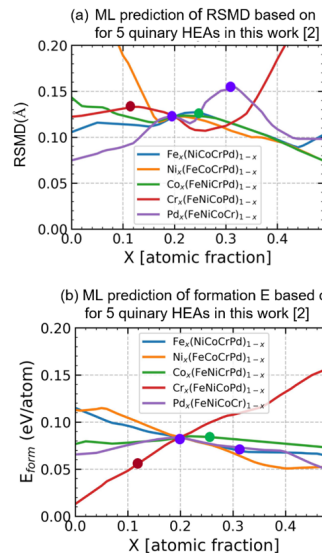 (a) ML prediction of RSMD based on
for 5 quinary HEAs in this work [2]
0.20
0.15
0.10
0.05
RSMD(Å)
Feₓ(NiCoCrPd)₁₋ₓ
Niₓ(FeCoCrPd)₁₋ₓ
Coₓ(FeNiCrPd)₁₋ₓ
Crₓ(FeNiCoPd)₁₋ₓ
Pdₓ(FeNiCoCr)₁₋ₓ
0.0 0.1 0.2 0.3 0.4
X [atomic fraction]
(b) ML prediction of formation E based o
for 5 quinary HEAs in this work [2]
0.20
0.15
0.10
0.05
0.00
E_form (eV/atom)
Feₓ(NiCoCrPd)₁₋ₓ
Niₓ(FeCoCrPd)₁₋ₓ
Coₓ(FeNiCrPd)₁₋ₓ
Crₓ(FeNiCoPd)₁₋ₓ
Pdₓ(FeNiCoCr)₁₋ₓ
0.0 0.1 0.2 0.3 0.4
X [atomic fraction]